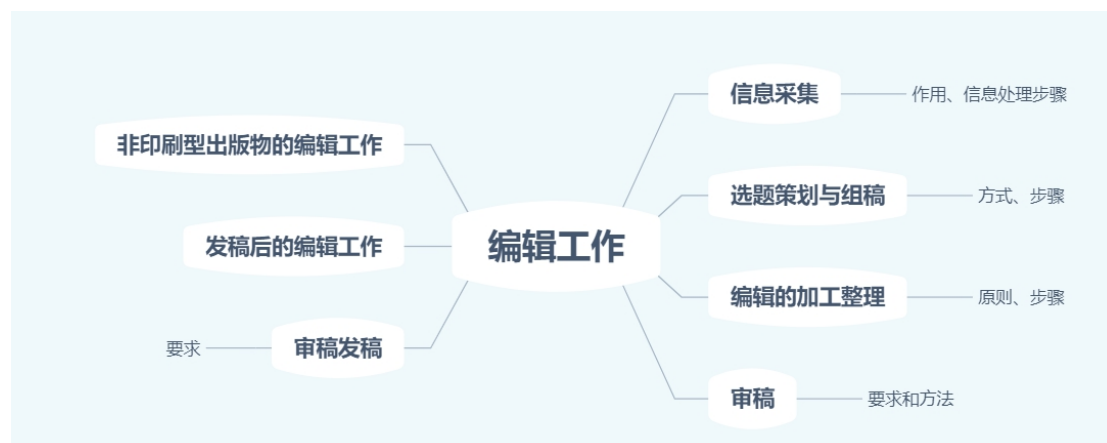 编辑工作
信息采集
作用、信息处理步骤
选题策划与组稿
方式、步骤
编辑的加工整理
原则、步骤
审稿
要求和方法
审稿发稿
要求
发稿后的编辑工作
非印刷型出版物的编辑工作